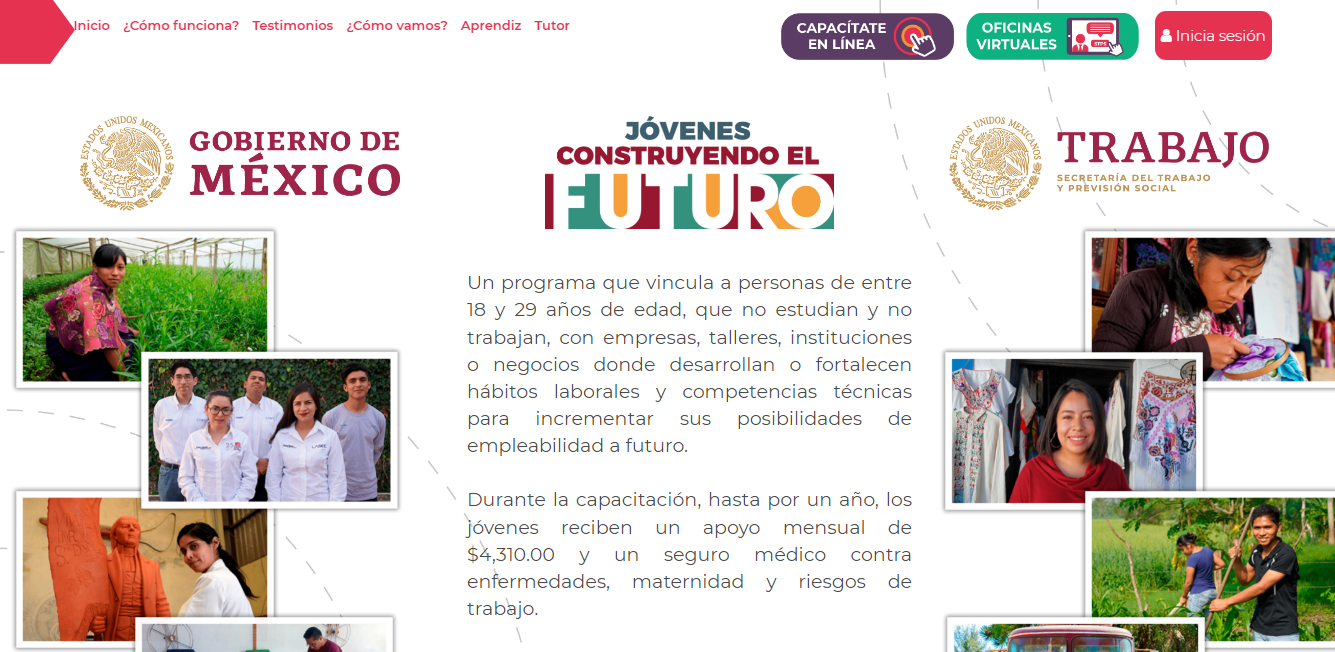 Inicio ¿Cómo funciona? Testimonios ¿Cómo vamos? Aprendiz Tutor
CAPACÍTATE
EN LÍNEA
OFICINAS
VIRTUALES
STPS
Inicia sesión
ESTADOS UNIDOS MEXICANOS
GOBIERNO DE
MÉXICO
JÓVENES
CONSTRUYENDO EL
FUTURO
ESTADOS UNIDOS MEXICANOS
TRABAJO
SECRETARÍA DEL TRABAJO
Y PREVISIÓN SOCIAL
Un programa que vincula a personas de entre
18 y 29 años de edad, que no estudian y no
trabajan, con empresas, talleres, instituciones
o negocios donde desarrollan o fortalecen
hábitos laborales y competencias técnicas
para incrementar sus posibilidades de
empleabilidad a futuro.
Durante la capacitación, hasta por un año, los
jóvenes reciben un apoyo mensual de
$4,310.00 y un seguro médico contra
enfermedades, maternidad y riesgos de
trabajo.